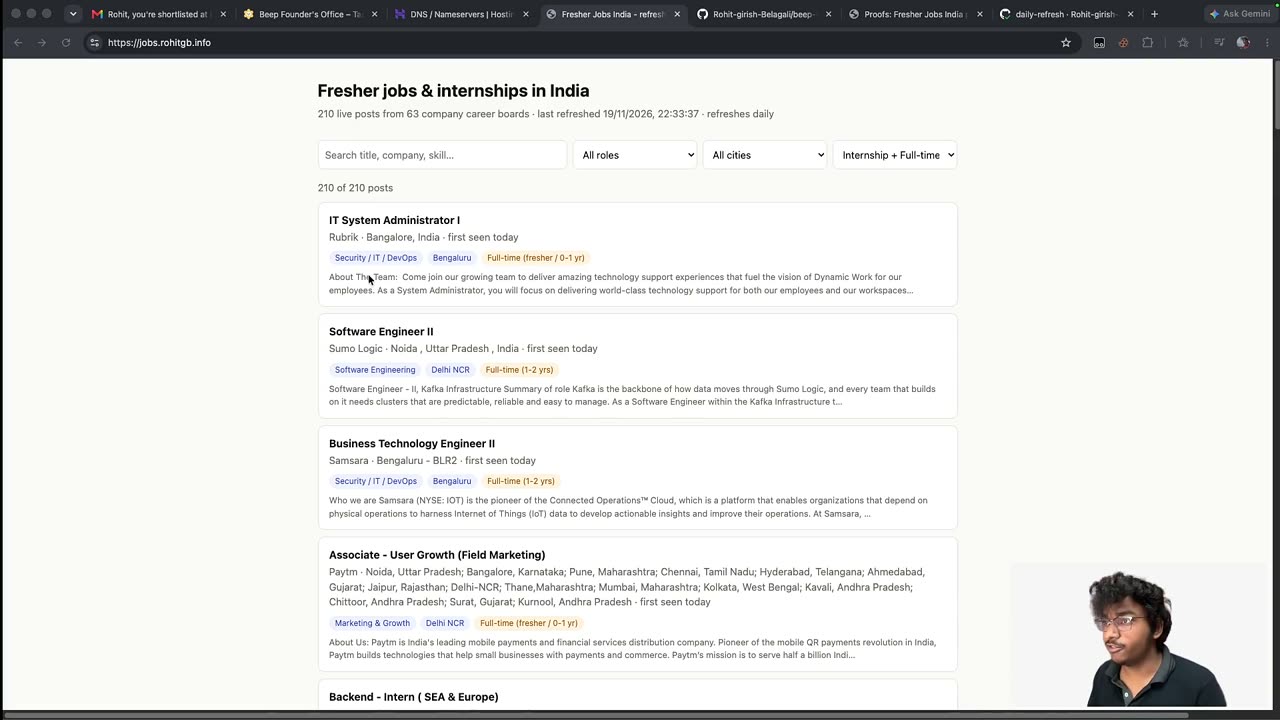 Rohit, you're shortlisted at
Beep Founder's Office – Ta
DNS / Nameservers | Hostin
Fresher Jobs India – refresh
Rohit-girish-Belagali/beep-
Proofs: Fresher Jobs India
daily-refresh · Rohit-girish-
Ask Gemini
https://jobs.rohitgb.info
Fresher jobs & internships in India
210 live posts from 63 company career boards · last refreshed 19/11/2026, 22:33:37 · refreshes daily
Search title, company, skill...
All roles
All cities
Internship + Full-time
210 of 210 posts
IT System Administrator I
Rubrik · Bangalore, India · first seen today
Security / IT / DevOps
Bengaluru
Full-time (fresher / 0-1 yr)
About The Team: Come join our growing team to deliver amazing technology support experiences that fuel the vision of Dynamic Work for our
employees. As a System Administrator, you will focus on delivering world-class technology support for both our employees and our workspaces...
Software Engineer II
Sumo Logic · Noida , Uttar Pradesh , India · first seen today
Software Engineering
Delhi NCR
Full-time (1-2 yrs)
Software Engineer - II, Kafka Infrastructure Summary of role Kafka is the backbone of how data moves through Sumo Logic, and every team that builds
on it needs clusters that are predictable, reliable and easy to manage. As a Software Engineer within the Kafka Infrastructure t...
Business Technology Engineer II
Samsara · Bengaluru - BLR2 · first seen today
Security / IT / DevOps
Bengaluru
Full-time (1-2 yrs)
Who we are Samsara (NYSE: IOT) is the pioneer of the Connected Operations™ Cloud, which is a platform that enables organizations that depend on
physical operations to harness Internet of Things (IoT) data to develop actionable insights and improve their operations. At Samsara, ...
Associate - User Growth (Field Marketing)
Paytm · Noida, Uttar Pradesh; Bangalore, Karnataka; Pune, Maharashtra; Chennai, Tamil Nadu; Hyderabad, Telangana; Ahmedabad,
Gujarat; Jaipur, Rajasthan; Delhi-NCR; Thane,Maharashtra; Mumbai, Maharashtra; Kolkata, West Bengal; Kavali, Andhra Pradesh;
Chittoor, Andhra Pradesh; Surat, Gujarat; Kurnool, Andhra Pradesh · first seen today
Marketing & Growth
Delhi NCR
Full-time (fresher / 0-1 yr)
About Us: Paytm is India's leading mobile payments and financial services distribution company. Pioneer of the mobile QR payments revolution in India,
Paytm builds technologies that help small businesses with payments and commerce. Paytm's mission is to serve half a billion Indi...
Backend - Intern ( SEA & Europe)